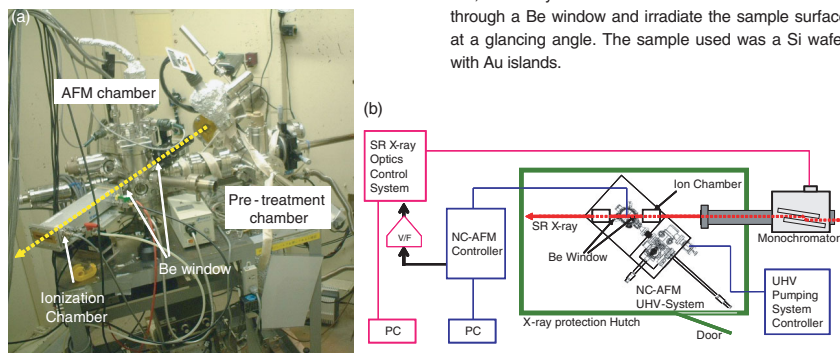 through a Be window and irradiate the sample surface
at a glancing angle. The sample used was a Si wafer
with Au islands.
(a)
AFM chamber
Pre-treatment
chamber
Be window
Ionization
Chamber
(b)
SR X-ray
Optics
Control
System
V/F
NC-AFM
Controller
PC
PC
Ion Chamber
SR X-ray
Be Window
NC-AFM
UHV-System
X-ray protection Hutch
Door
Monochromator
UHV
Pumping
System
Controller